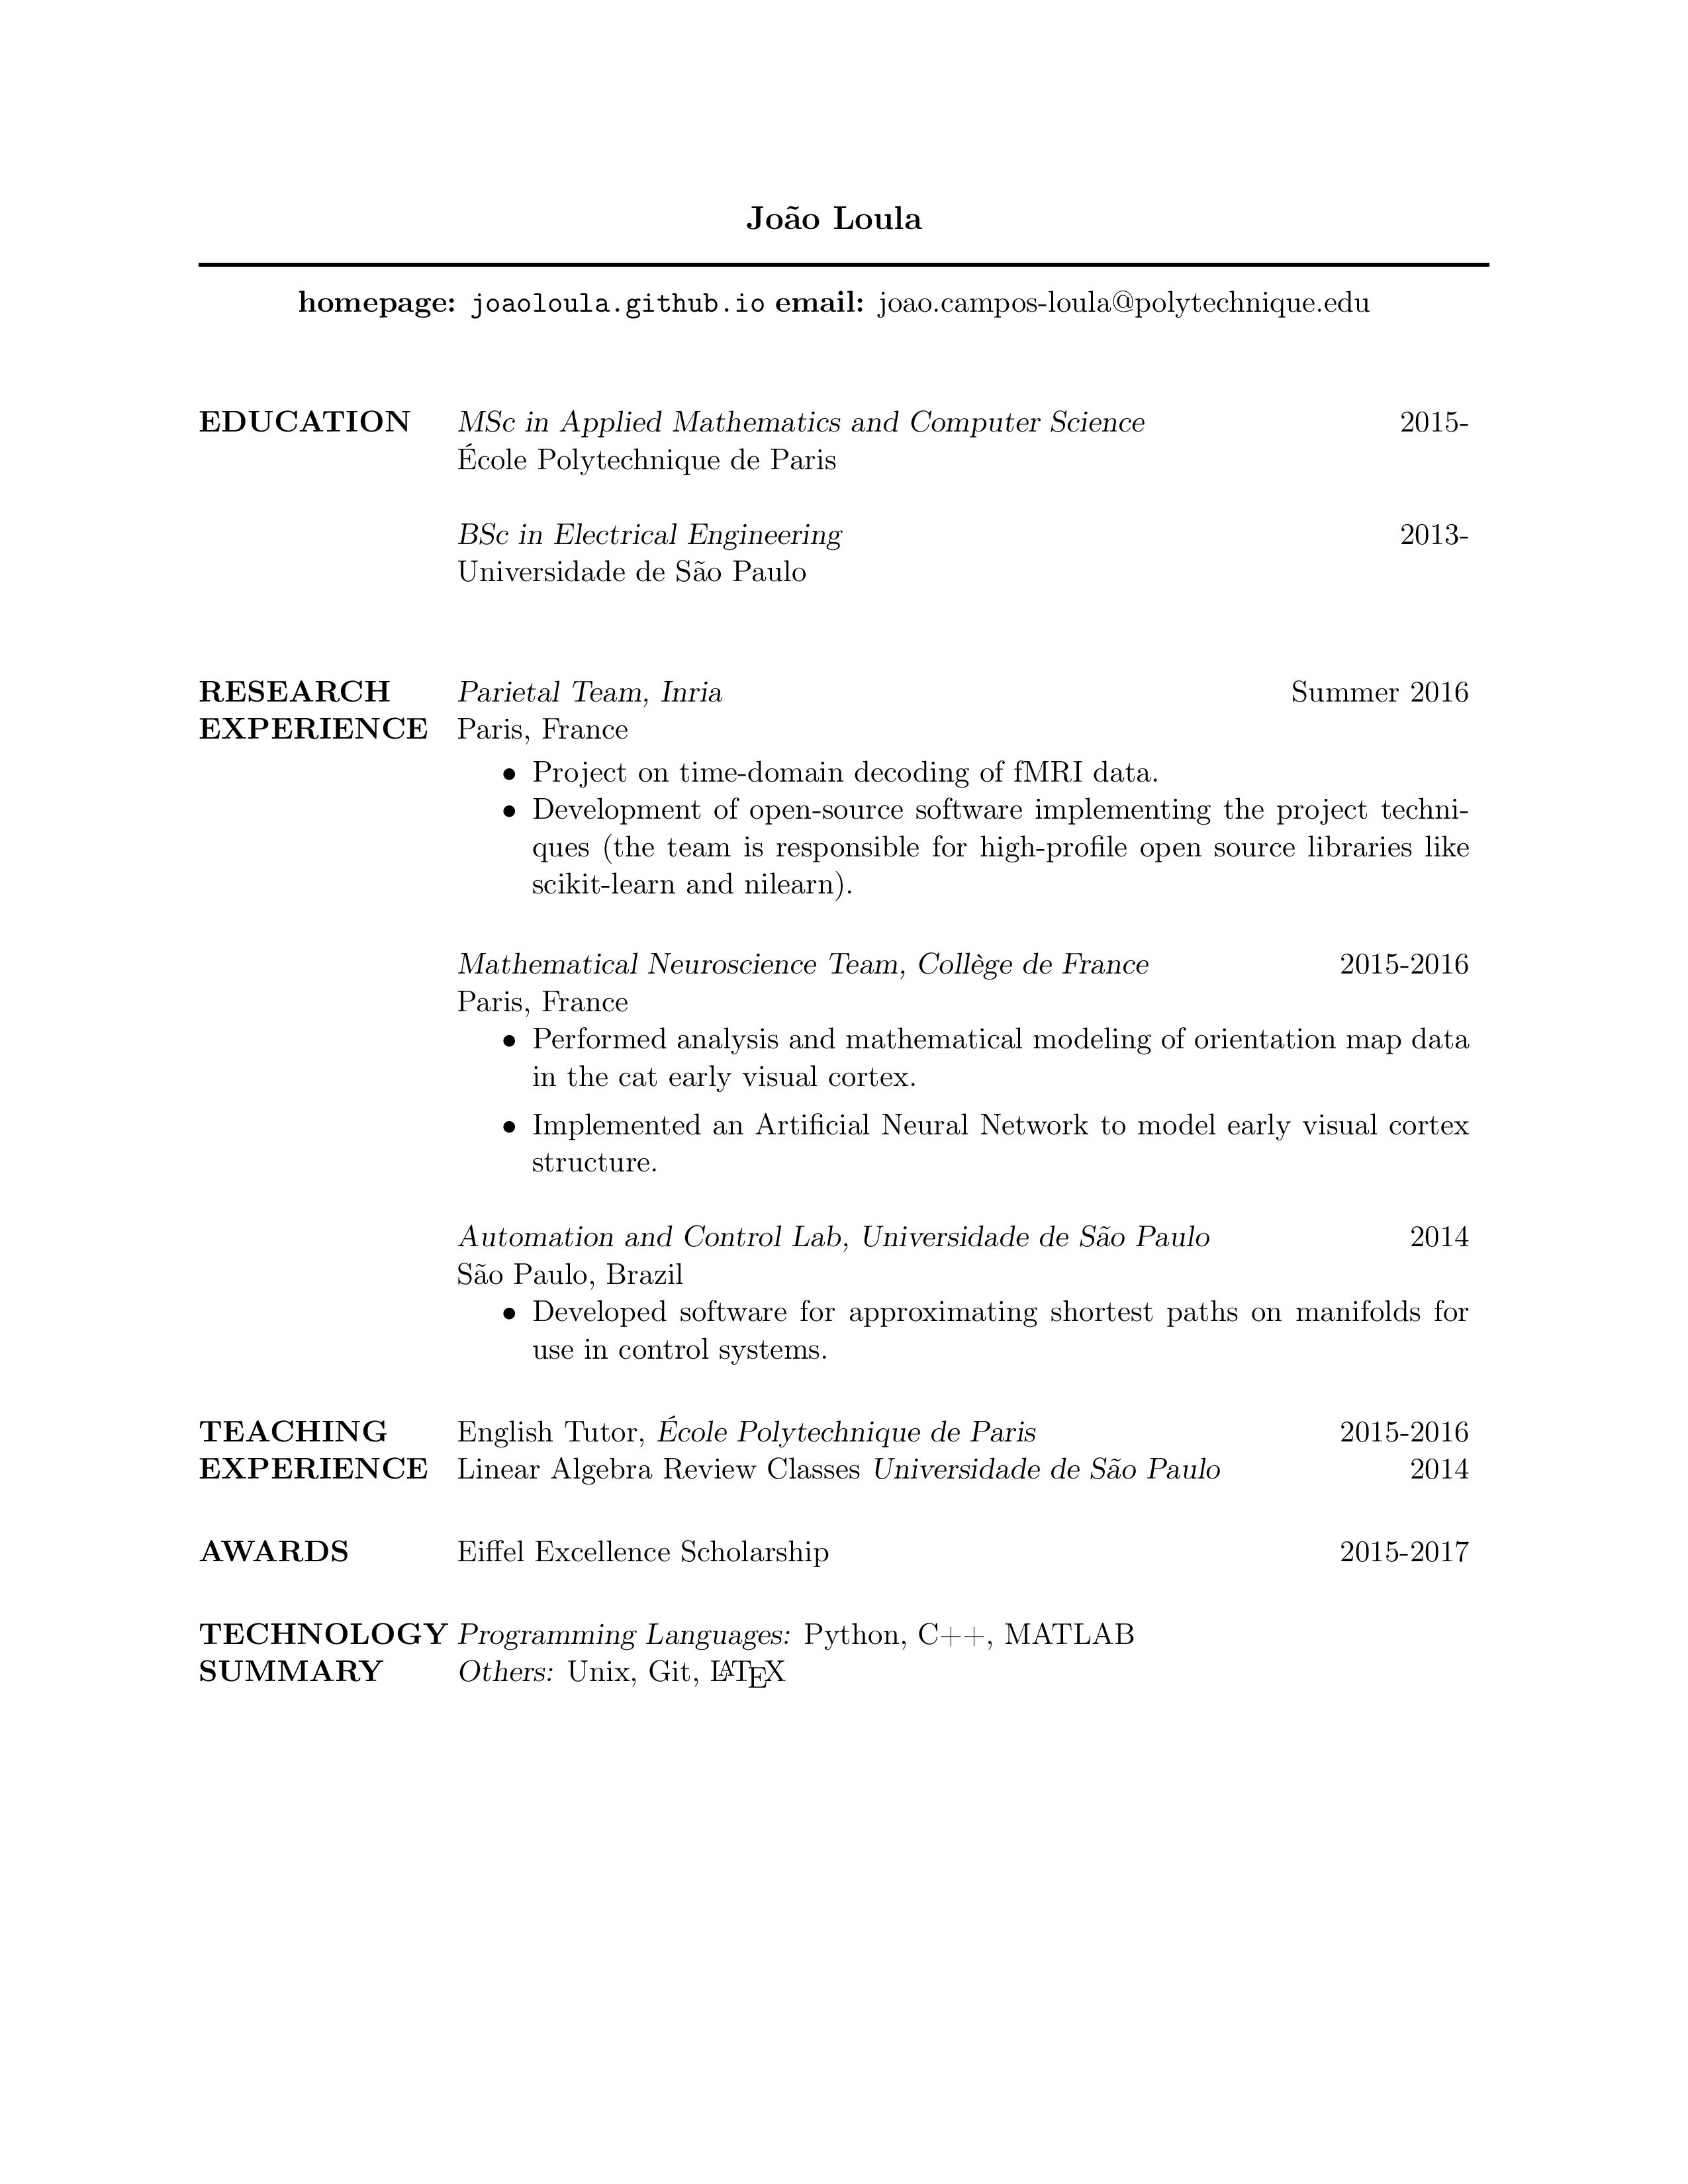 João Loula
homepage: joaoloula.github.io email: joao.campos-loula@polytechnique.edu
EDUCATION MSc in Applied Mathematics and Computer Science 2015-
École Polytechnique de Paris
BSc in Electrical Engineering 2013-
Universidade de São Paulo
RESEARCH Parietal Team, Inria Summer 2016
EXPERIENCE Paris, France
• Project on time-domain decoding of fMRI data.
• Development of open-source software implementing the project techni-
ques (the team is responsible for high-profile open source libraries like
scikit-learn and nilearn).
Mathematical Neuroscience Team, Collège de France 2015-2016
Paris, France
• Performed analysis and mathematical modeling of orientation map data
in the cat early visual cortex.
• Implemented an Artificial Neural Network to model early visual cortex
structure.
Automation and Control Lab, Universidade de São Paulo 2014
São Paulo, Brazil
• Developed software for approximating shortest paths on manifolds for
use in control systems.
TEACHING English Tutor, École Polytechnique de Paris 2015-2016
EXPERIENCE Linear Algebra Review Classes Universidade de São Paulo 2014
AWARDS Eiffel Excellence Scholarship 2015-2017
TECHNOLOGY Programming Languages: Python, C++, MATLAB
SUMMARY Others: Unix, Git, LATEX